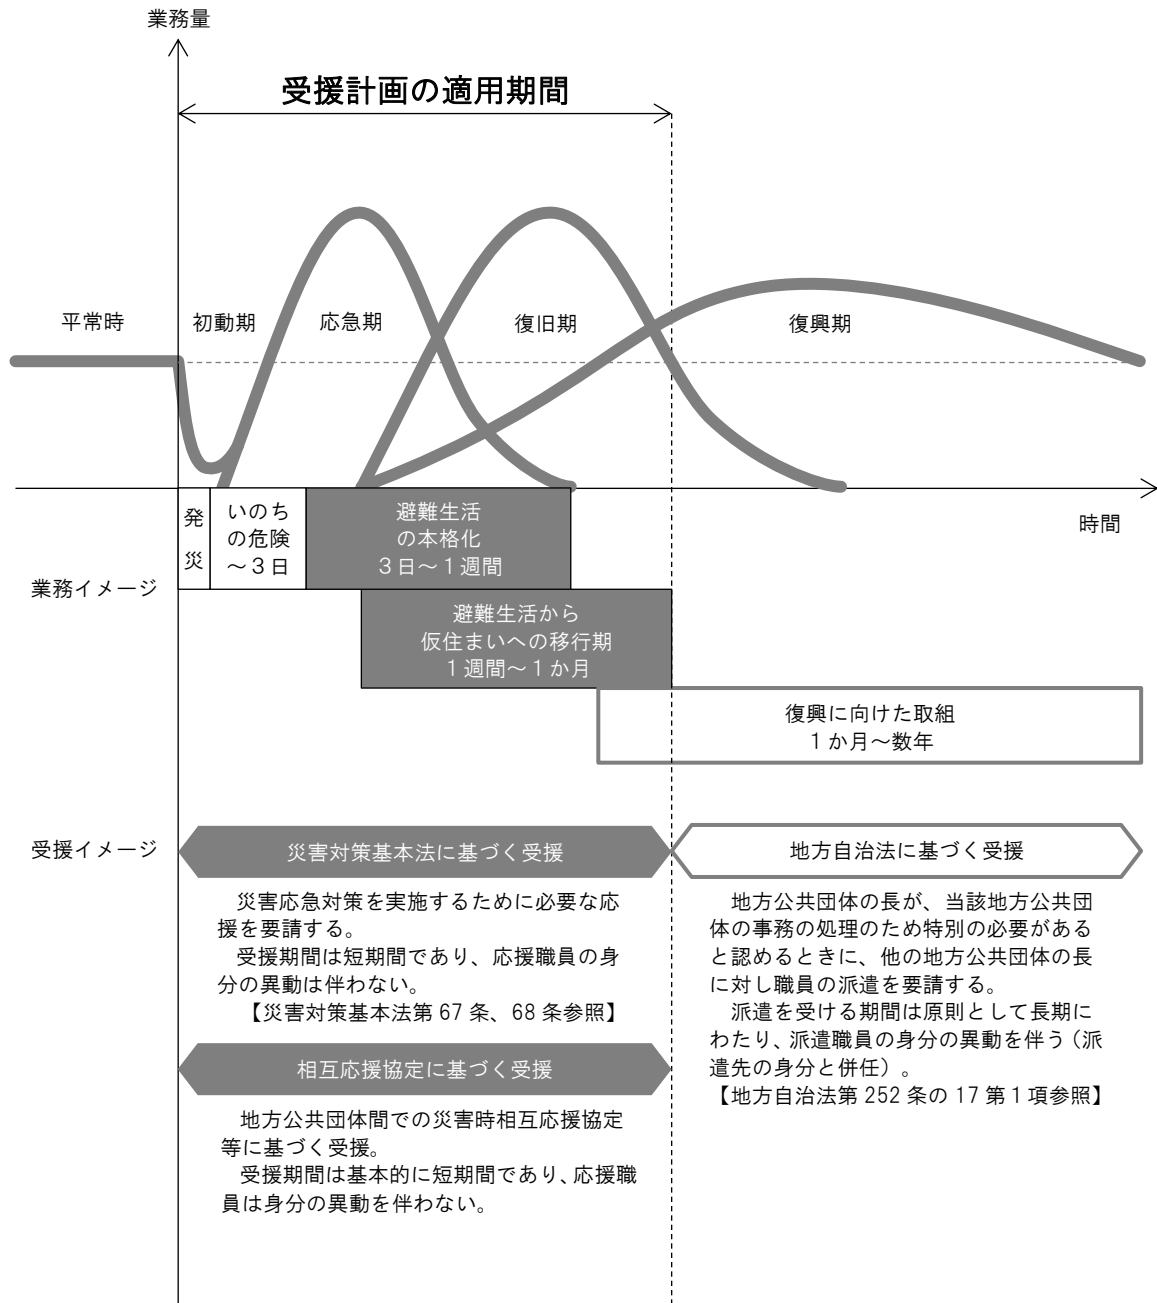 業務量
受援計画の適用期間
平常時
初動期
応急期
復旧期
復興期
時間
業務イメージ
発
災
いのち
の危険
～３日
避難生活
の本格化
３日～１週間
避難生活から
仮住まいへの移行期
１週間～１か月
復興に向けた取組
１か月～数年
受援イメージ
災害対策基本法に基づく受援
災害応急対策を実施するために必要な応
援を要請する。
受援期間は短期間であり、応援職員の身
分の異動は伴わない。
【災害対策基本法第 67 条、68 条参照】
相互応援協定に基づく受援
地方公共団体間での災害時相互応援協定
等に基づく受援。
受援期間は基本的に短期間であり、応援職
員は身分の異動を伴わない。
地方自治法に基づく受援
地方公共団体の長が、当該地方公共団
体の事務の処理のため特別の必要がある
と認めるときに、他の地方公共団体の長
に対し職員の派遣を要請する。
派遣を受ける期間は原則として長期に
わたり、派遣職員の身分の異動を伴う（派
遣先の身分と併任）。
【地方自治法第 252 条の 17 第１項参照】